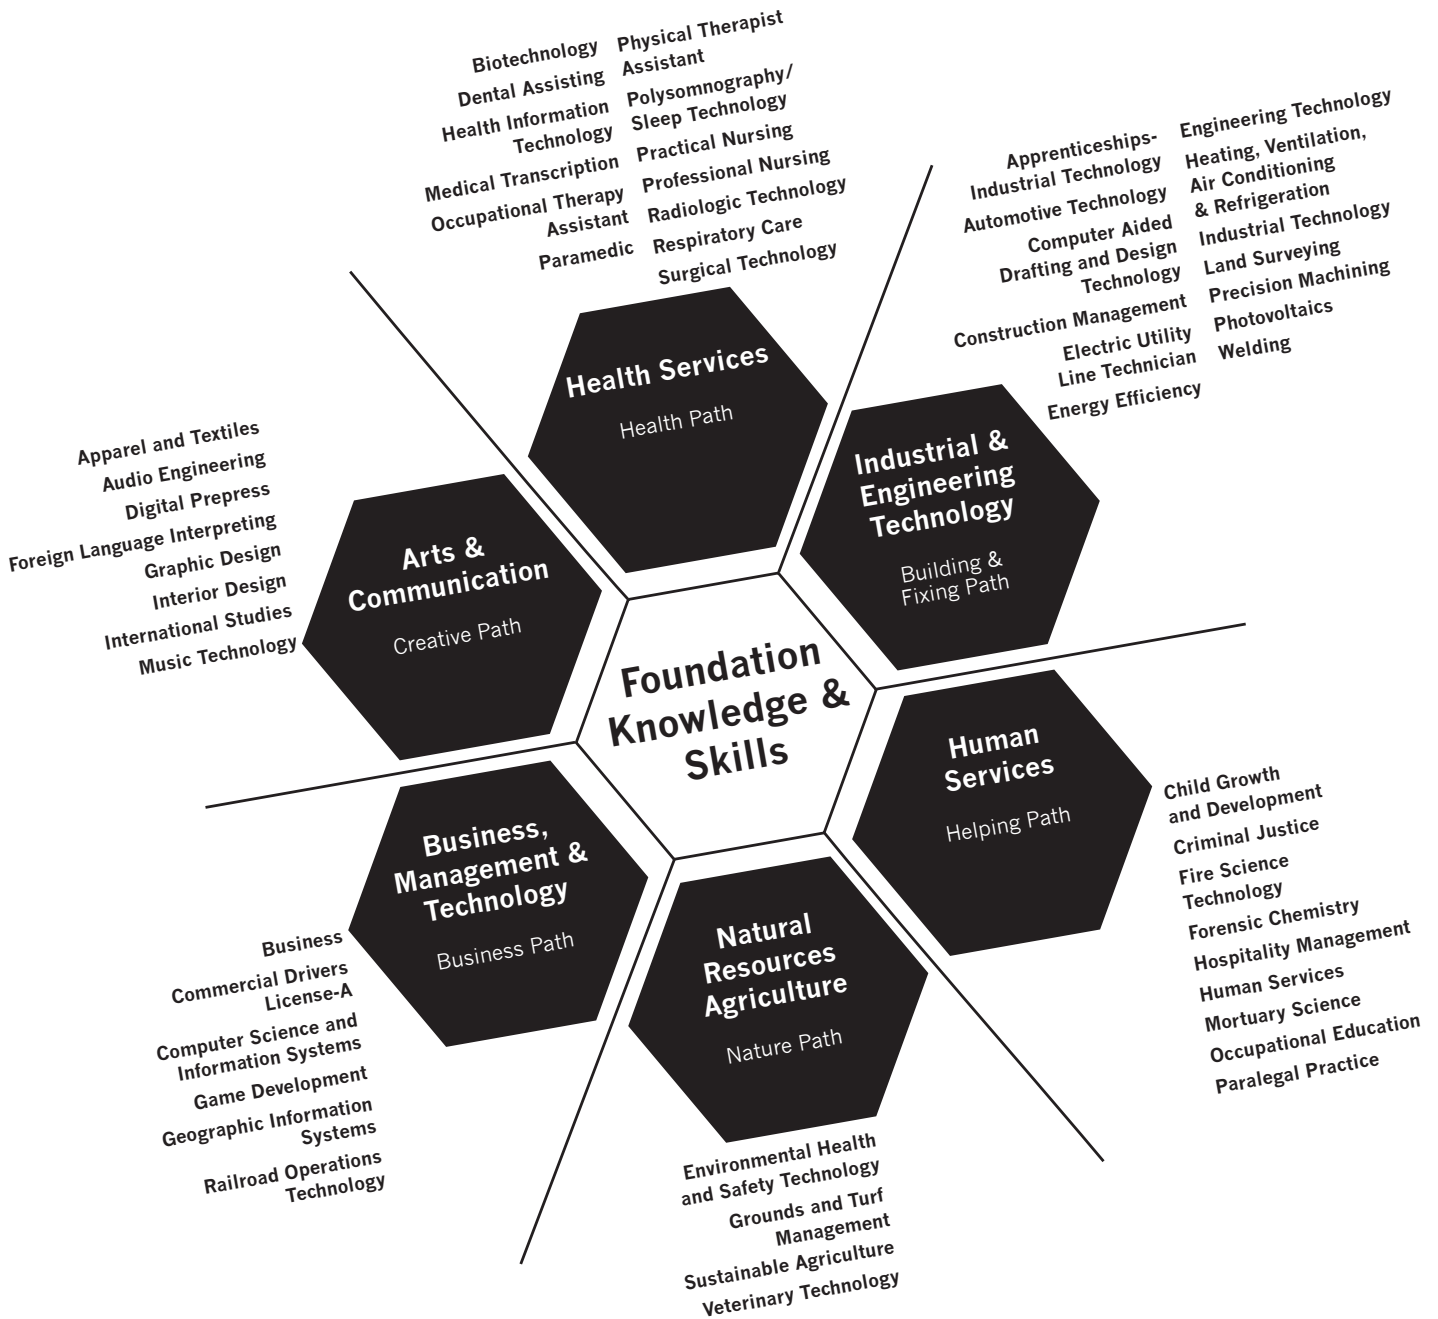 Biotechnology
Dental Assisting
Health Information
Technology
Medical Transcription
Occupational Therapy
Assistant
Paramedic
Physical Therapist
Assistant
Polysomnography/
Sleep Technology
Practical Nursing
Professional Nursing
Radiologic Technology
Respiratory Care
Surgical Technology
Health Services
Health Path
Apprenticeships-
Industrial Technology
Automotive Technology
Computer Aided
Drafting and Design
Technology
Construction Management
Electric Utility
Line Technician
Energy Efficiency
Engineering Technology
Heating, Ventilation,
Air Conditioning
& Refrigeration
Industrial Technology
Land Surveying
Precision Machining
Photovoltaics
Welding
Industrial &
Engineering
Technology
Building &
Fixing Path
Apparel and Textiles
Audio Engineering
Digital Prepress
Foreign Language Interpreting
Graphic Design
Interior Design
International Studies
Music Technology
Arts &
Communication
Creative Path
Foundation
Knowledge &
Skills
Human
Services
Helping Path
Child Growth
and Development
Criminal Justice
Fire Science
Technology
Forensic Chemistry
Hospitality Management
Human Services
Mortuary Science
Occupational Education
Paralegal Practice
Business,
Management &
Technology
Business Path
Business
Commercial Drivers
License-A
Computer Science and
Information Systems
Game Development
Geographic Information
Systems
Railroad Operations
Technology
Natural
Resources
Agriculture
Nature Path
Environmental Health
and Safety Technology
Grounds and Turf
Management
Sustainable Agriculture
Veterinary Technology